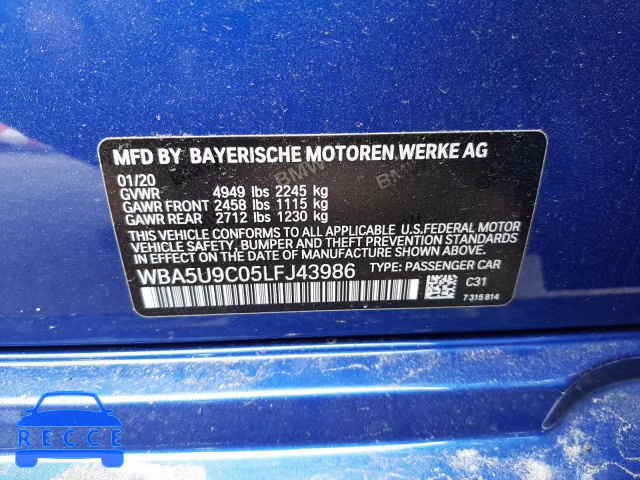 MFD BY BAYERISCHE MOTOREN WERKE AG
01/20
GVWR 4949 lbs 2245 kg
GAWR FRONT 2458 lbs 1115 kg
GAWR REAR 2712 lbs 1230 kg
THIS VEHICLE CONFORMS TO ALL APPLICABLE U.S.FEDERAL MOTOR
VEHICLE SAFETY, BUMPER, AND THEFT PREVENTION STANDARDS
IN EFFECT ON THE DATE OF MANUFACTURE SHOWN ABOVE.
WBA5U9C05LFJ43986 TYPE: PASSENGER CAR
C31
7 315 814
BMW
RECCE